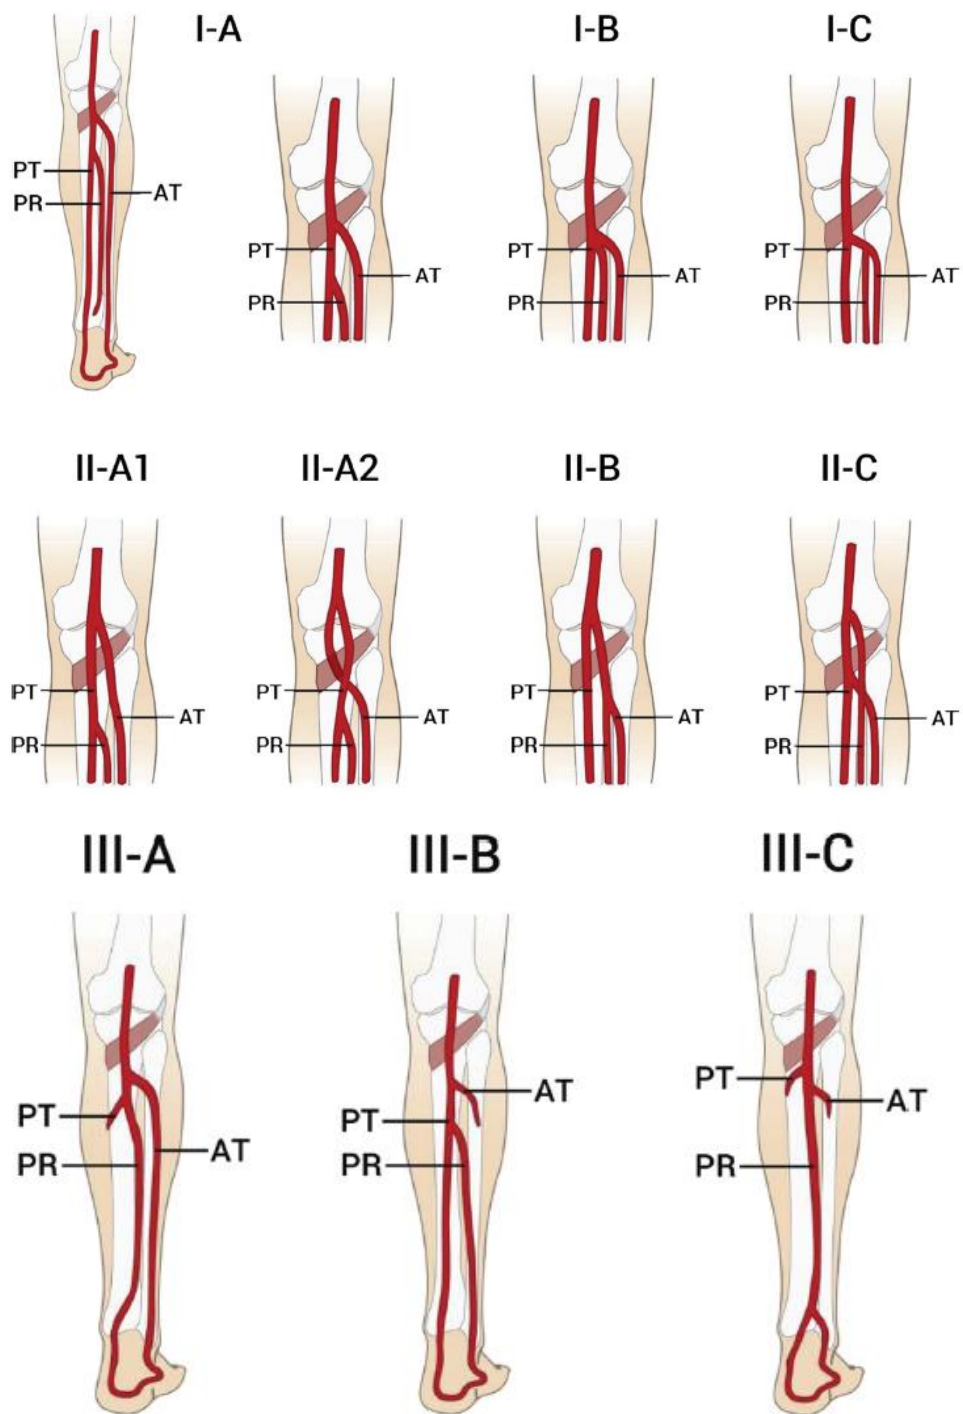 I-A
I-B
I-C
PT
PR
AT
PT
PR
AT
PT
PR
AT
PT
PR
AT
II-A1
II-A2
II-B
II-C
PT
PR
AT
PT
PR
AT
PT
PR
AT
PT
PR
AT
III-A
III-B
III-C
PT
PR
AT
PT
PR
AT
PT
PR
AT